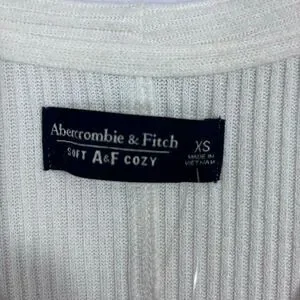 Abercrombie & Fitch
SOFT A&F COZY
XS
MADE IN
VIETNAM